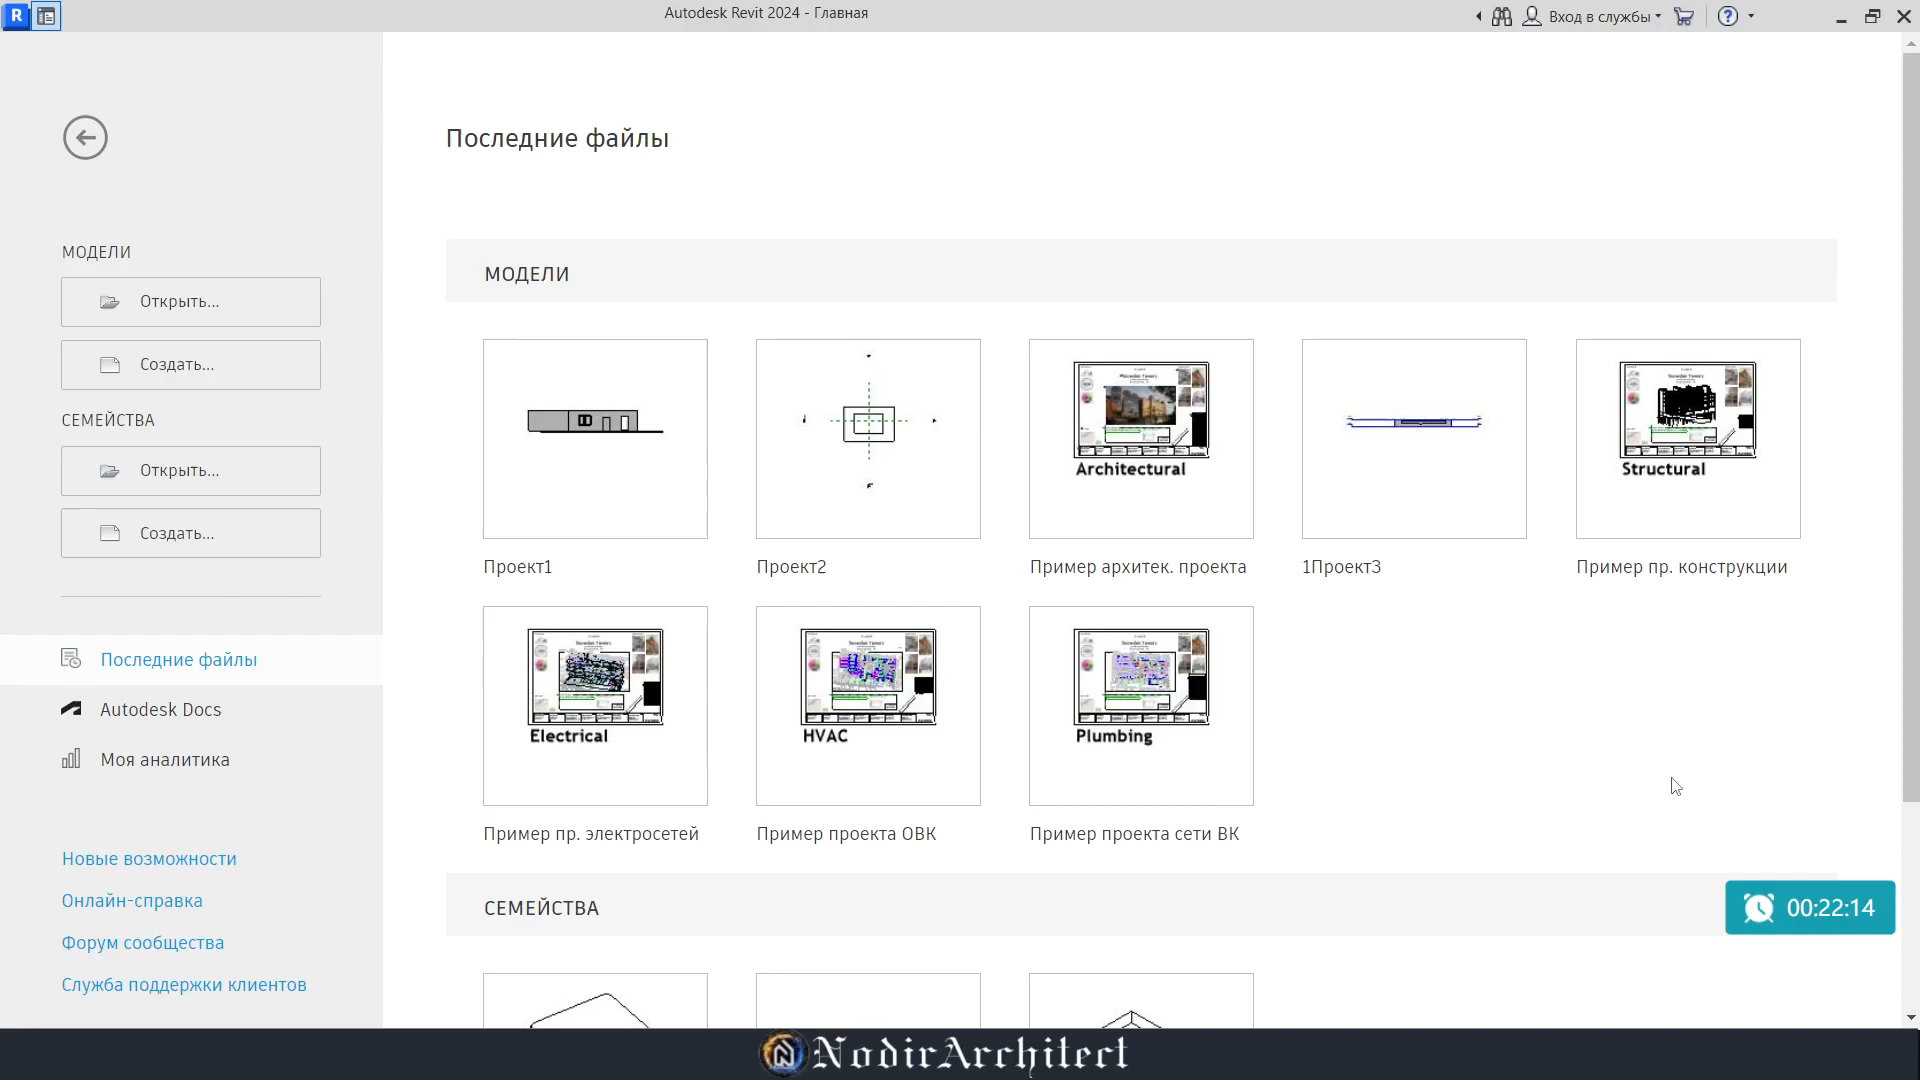 Autodesk Revit 2024 - Главная
Вход в службы
Последние файлы
МОДЕЛИ
Открыть...
Создать...
СЕМЕЙСТВА
Открыть...
Создать...
Последние файлы
Autodesk Docs
Моя аналитика
Новые возможности
Онлайн-справка
Форум сообщества
Служба поддержки клиентов
МОДЕЛИ
Architectural
Structural
Проект1
Проект2
Пример архитек. проекта
1Проект3
Пример пр. конструкции
Electrical
HVAC
Plumbing
Пример пр. электросетей
Пример проекта ОВК
Пример проекта сети ВК
СЕМЕЙСТВА
00:22:14
NodirArchitect